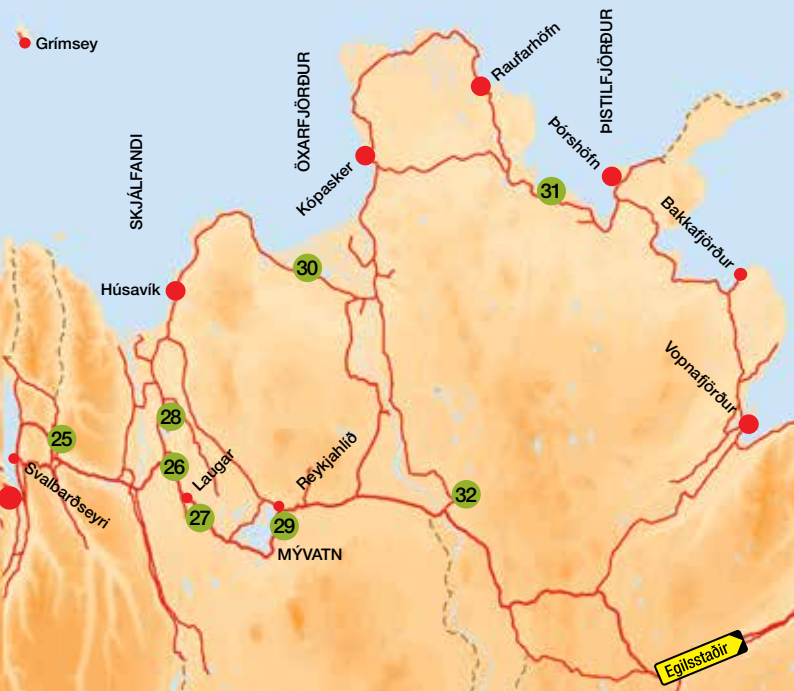 Grímsey
Raufarhöfn
ÞISTILFJÖRÐUR
ÖXARFJÖRÐUR
Þórshöfn
SKJÁLFANDI
Kópasker
31
Bakkafjörður
30
Húsavík
Vopnafjörður
28
25
26
Laugar
Reykjahlíð
Svalbarðseyri
32
27
29
MÝVATN
Egilsstaðir